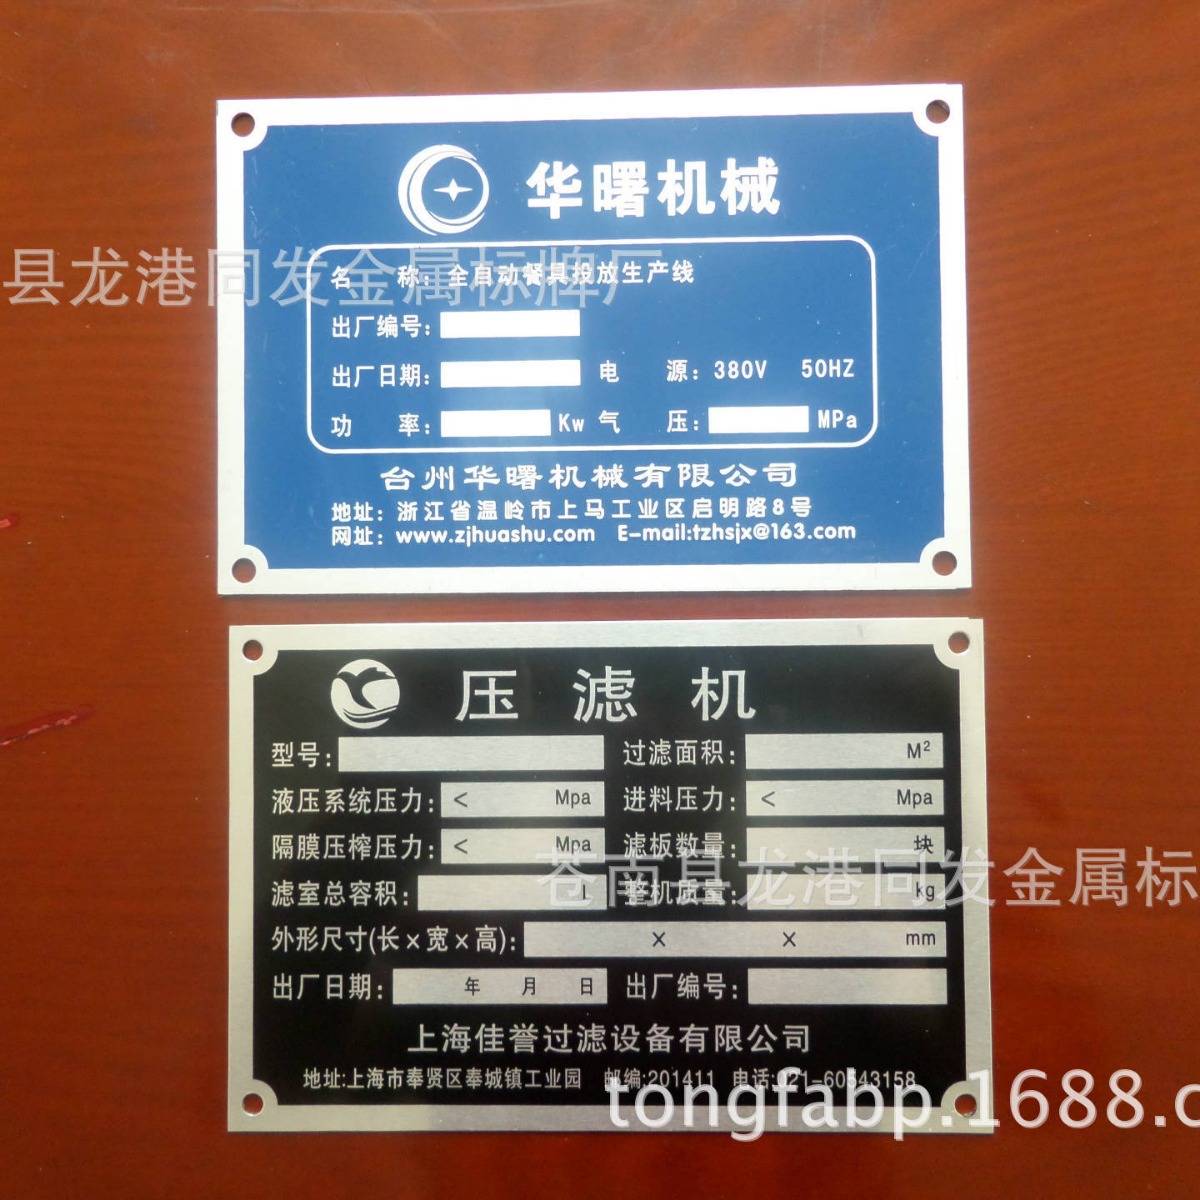 华曙机械
县龙港同发金属标牌厂
名 称：全自动餐具投放生产线
出厂编号：
出厂日期： 电 源：380V 50HZ
功 率： Kw 气 压： MPa
台州华曙机械有限公司
地址：浙江省温岭市上马工业区启明路8号
网址：www.zjhuashu.com E-mail:tzhsjx@163.com
压滤机
型号： 过滤面积： M²
液压系统压力：< Mpa 进料压力：< Mpa
隔膜压榨压力：< Mpa 滤板数量： 块
苍南县龙港同发金属标
滤室总容积： L 整机质量： kg
外形尺寸(长×宽×高)： × × mm
出厂日期： 年 月 日 出厂编号：
上海佳誉过滤设备有限公司
地址:上海市奉贤区奉城镇工业园 邮编:201411 电话:021-60543158
tongfabp.1688.c